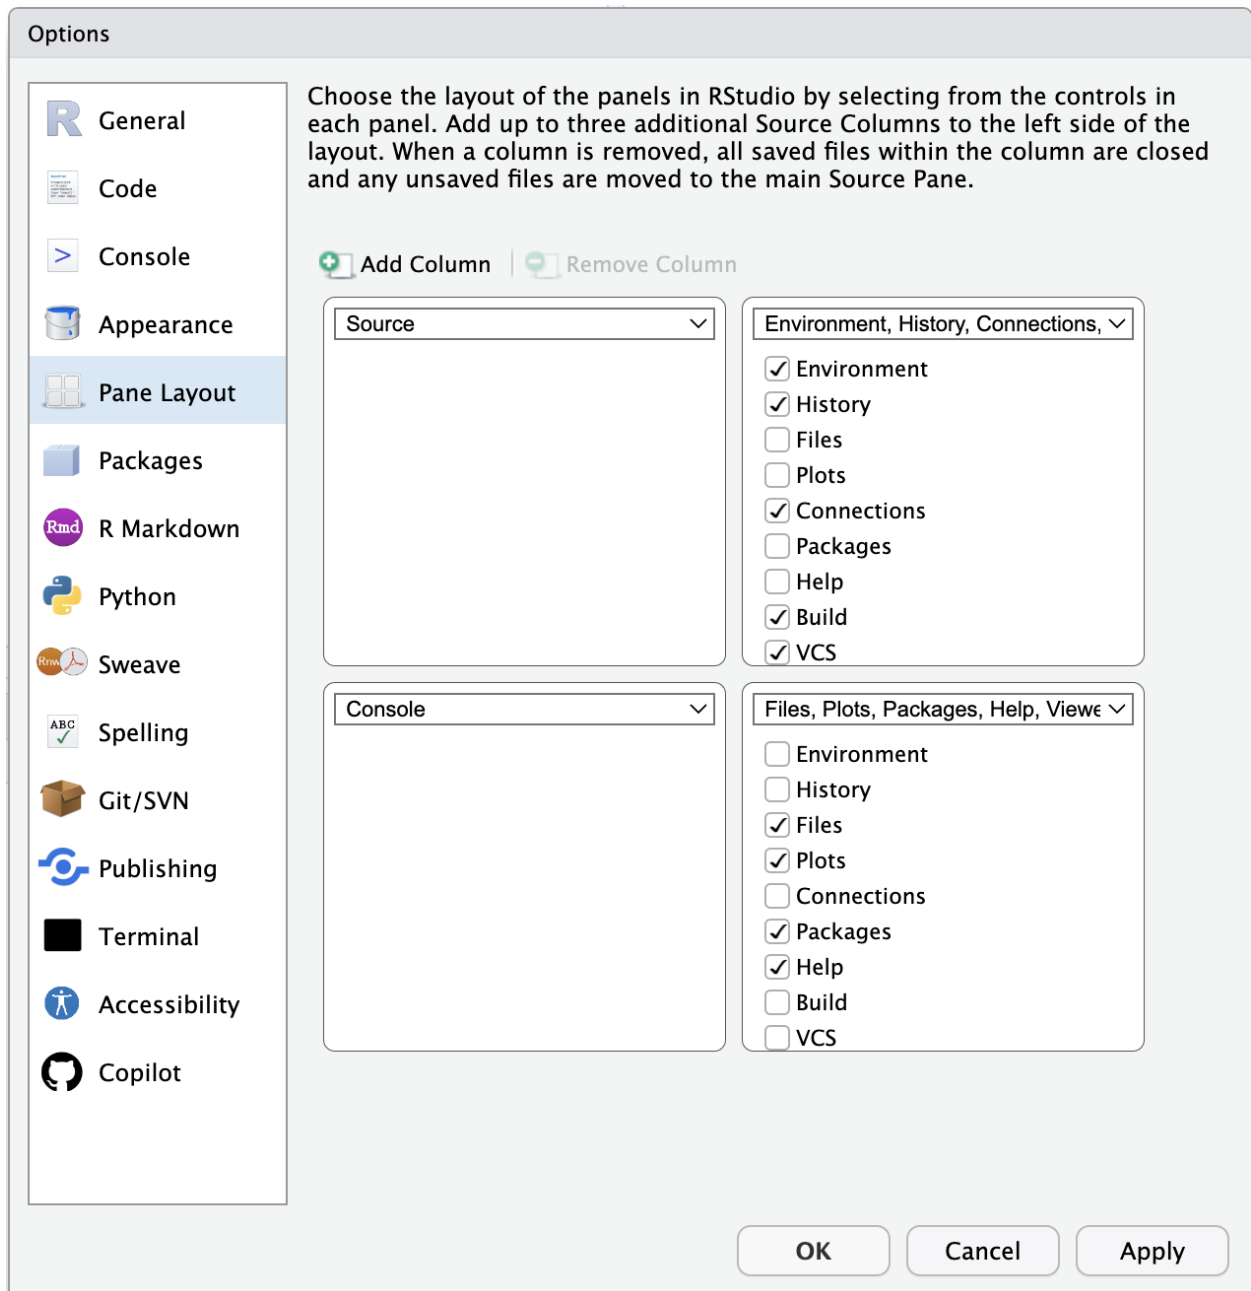 Options
General
Code
Console
Appearance
Pane Layout
Packages
Rmd R Markdown
Python
Rnw Sweave
ABC Spelling
Git/SVN
Publishing
Terminal
Accessibility
Copilot
Choose the layout of the panels in RStudio by selecting from the controls in
each panel. Add up to three additional Source Columns to the left side of the
layout. When a column is removed, all saved files within the column are closed
and any unsaved files are moved to the main Source Pane.
Add Column Remove Column
Source
Environment, History, Connections,
Environment
History
Files
Plots
Connections
Packages
Help
Build
VCS
Console
Files, Plots, Packages, Help, Viewe
Environment
History
Files
Plots
Connections
Packages
Help
Build
VCS
OK Cancel Apply